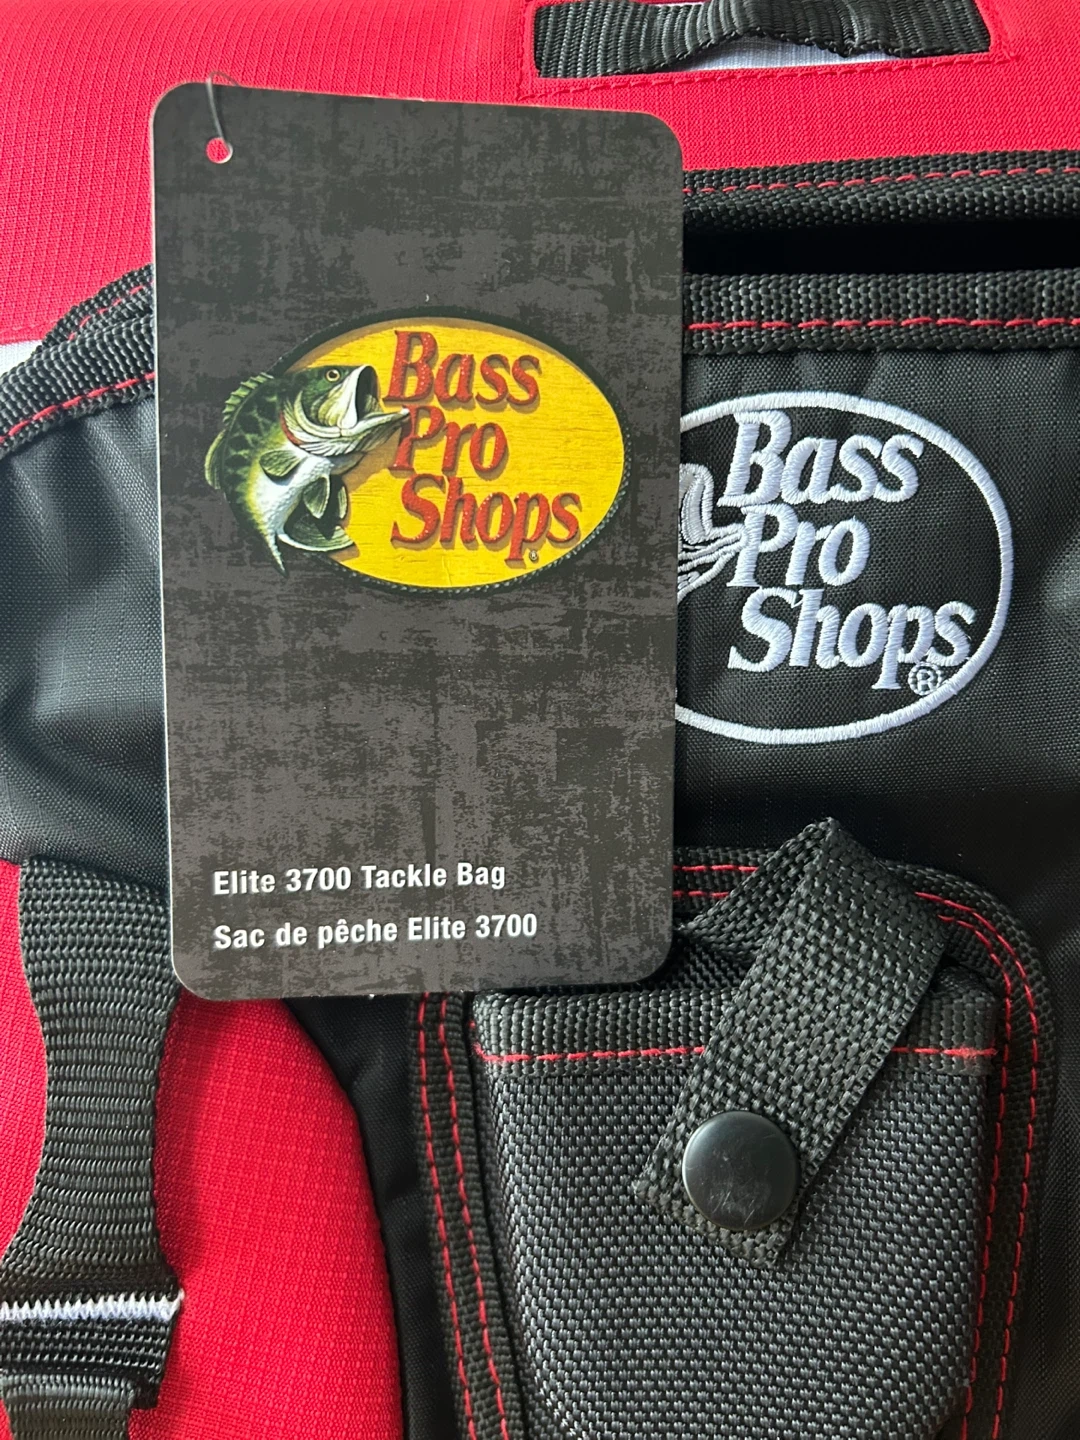 Bass
Pro
Shops
Elite 3700 Tackle Bag
Sac de pêche Elite 3700
Bass
Pro
Shops®